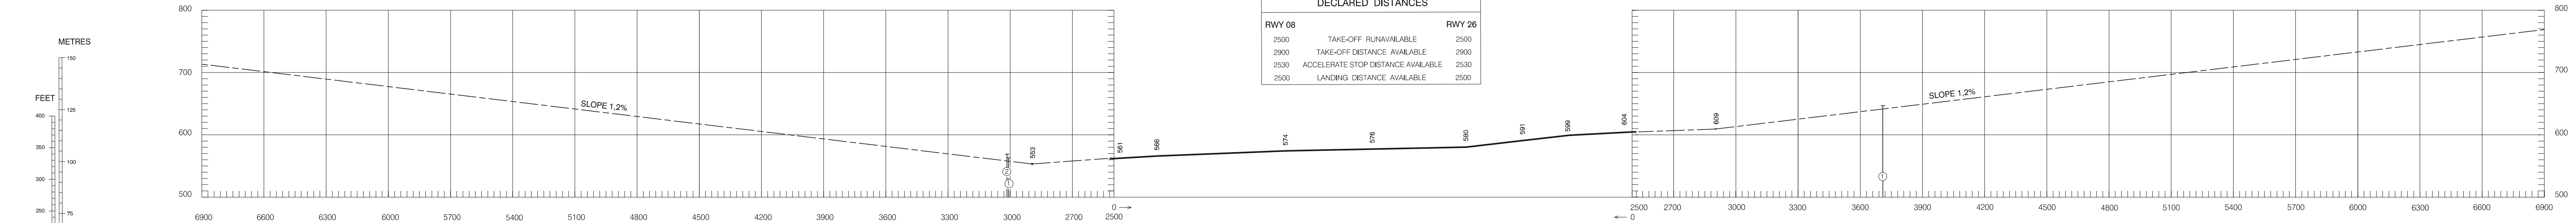 DECLARED DISTANCES
RWY 08 RWY 26
2500 TAKE-OFF RUNAVAILABLE 2500
2900 TAKE-OFF DISTANCE AVAILABLE 2900
2530 ACCELERATE STOP DISTANCE AVAILABLE 2530
2500 LANDING DISTANCE AVAILABLE 2500
METRES
150
125
100
75
FEET
400
350
300
250
800
700
600
500
SLOPE 1,2%
2
1
553
561
566
574
576
580
591
599
604
609
SLOPE 1,2%
1
800
700
600
500
6900 6600 6300 6000 5700 5400 5100 4800 4500 4200 3900 3600 3300 3000 2700 2500
0 →
← 0
2500 2700 3000 3300 3600 3900 4200 4500 4800 5100 5400 5700 6000 6300 6600 6900